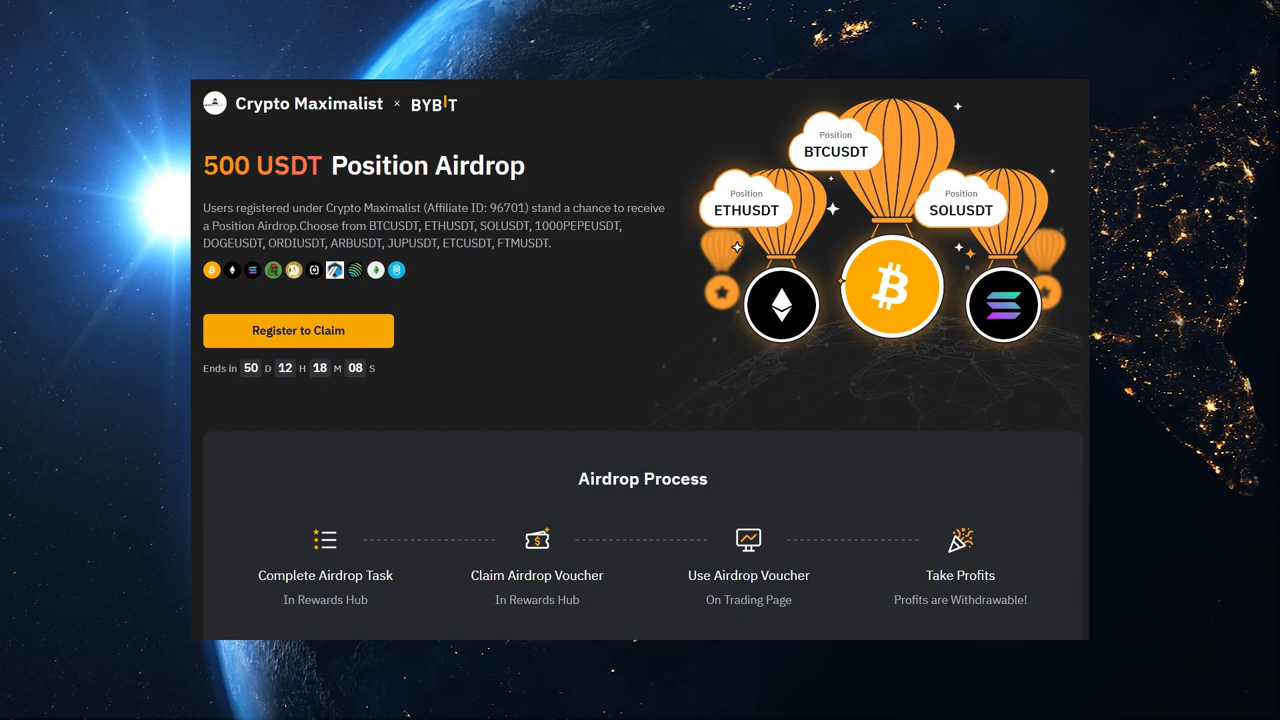 Crypto Maximalist × BYBIT
500 USDT Position Airdrop
Users registered under Crypto Maximalist (Affiliate ID: 96701) stand a chance to receive
a Position Airdrop.Choose from BTCUSDT, ETHUSDT, SOLUSDT, 1000PEPEUSDT,
DOGEUSDT, ORDIUSDT, ARBUSDT, JUPUSDT, ETCUSDT, FTMUSDT.
Register to Claim
Ends in 50 D 12 H 18 M 08 S
Position
BTCUSDT
Position
ETHUSDT
Position
SOLUSDT
Airdrop Process
Complete Airdrop Task
In Rewards Hub
Claim Airdrop Voucher
In Rewards Hub
Use Airdrop Voucher
On Trading Page
Take Profits
Profits are Withdrawable!